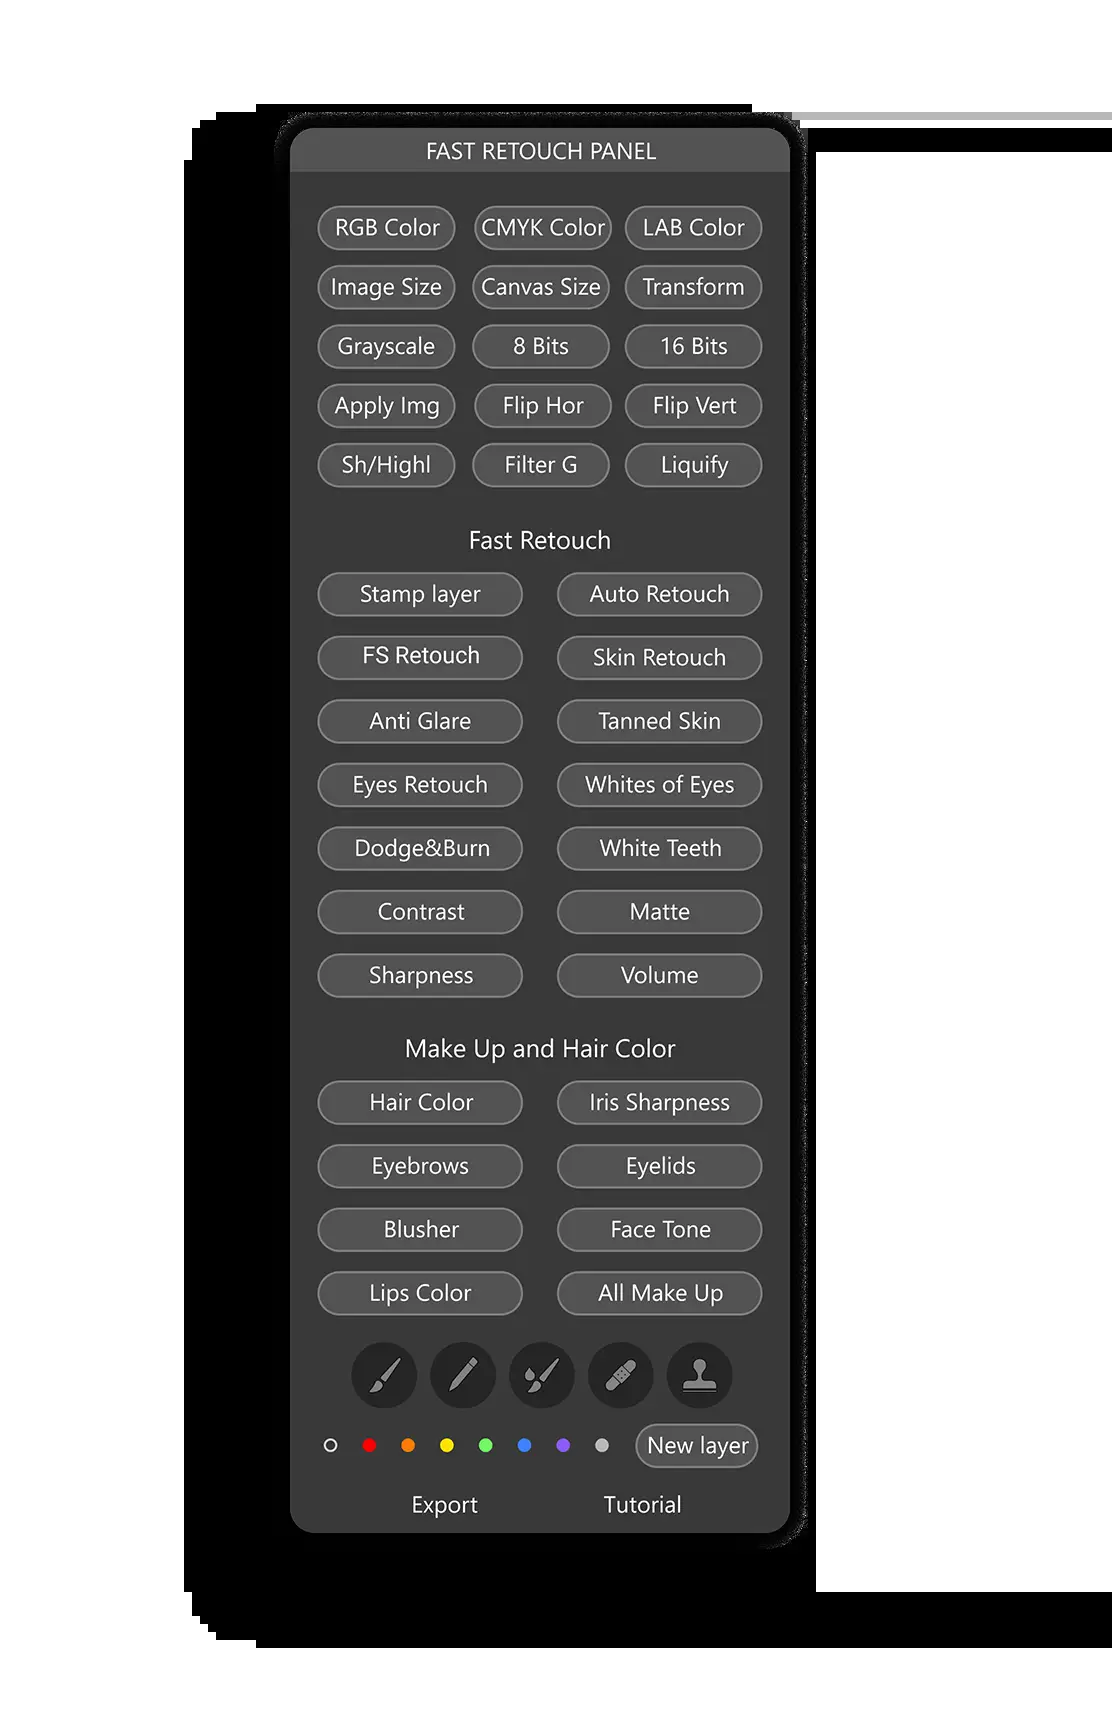 FAST RETOUCH PANEL
RGB Color CMYK Color LAB Color
Image Size Canvas Size Transform
Grayscale 8 Bits 16 Bits
Apply Img Flip Hor Flip Vert
Sh/Highl Filter G Liquify
Fast Retouch
Stamp layer Auto Retouch
FS Retouch Skin Retouch
Anti Glare Tanned Skin
Eyes Retouch Whites of Eyes
Dodge&Burn White Teeth
Contrast Matte
Sharpness Volume
Make Up and Hair Color
Hair Color Iris Sharpness
Eyebrows Eyelids
Blusher Face Tone
Lips Color All Make Up
New layer
Export Tutorial